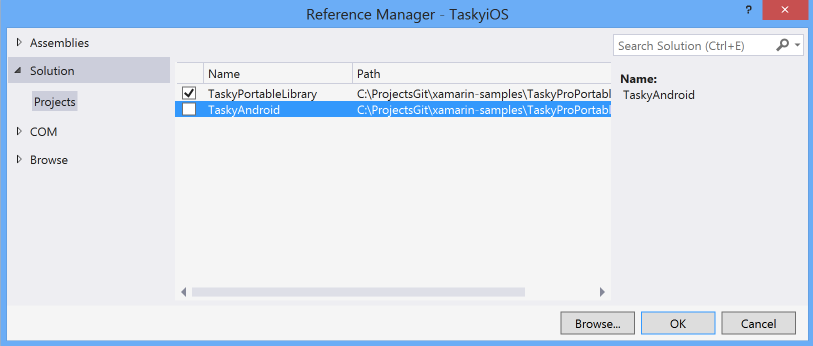 Reference Manager - TaskyiOS
? ×
Assemblies
Solution
Projects
COM
Browse
Name Path
TaskyPortableLibrary C:\ProjectsGit\xamarin-samples\TaskyProPortabl
TaskyAndroid C:\ProjectsGit\xamarin-samples\TaskyProPortabl
Search Solution (Ctrl+E)
Name:
TaskyAndroid
Browse... OK Cancel